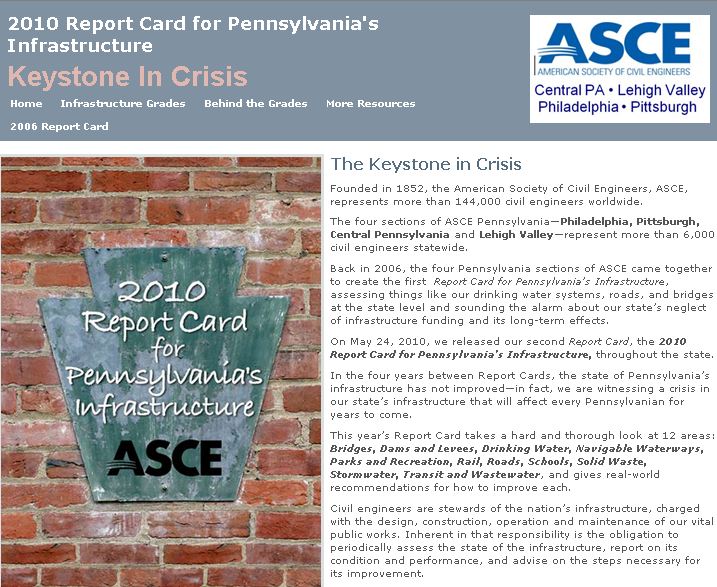 2010 Report Card for Pennsylvania's
Infrastructure
Keystone In Crisis
Home Infrastructure Grades Behind the Grades More Resources
2006 Report Card
ASCE
AMERICAN SOCIETY OF CIVIL ENGINEERS
Central PA • Lehigh Valley
Philadelphia • Pittsburgh
2010
Report Card
for
Pennsylvania's
Infrastructure
ASCE
The Keystone in Crisis
Founded in 1852, the American Society of Civil Engineers, ASCE,
represents more than 144,000 civil engineers worldwide.
The four sections of ASCE Pennsylvania—Philadelphia, Pittsburgh,
Central Pennsylvania and Lehigh Valley—represent more than 6,000
civil engineers statewide.
Back in 2006, the four Pennsylvania sections of ASCE came together
to create the first Report Card for Pennsylvania's Infrastructure,
assessing things like our drinking water systems, roads, and bridges
at the state level and sounding the alarm about our state's neglect
of infrastructure funding and its long-term effects.
On May 24, 2010, we released our second Report Card, the 2010
Report Card for Pennsylvania's Infrastructure, throughout the state.
In the four years between Report Cards, the state of Pennsylvania's
infrastructure has not improved—in fact, we are witnessing a crisis in
our state's infrastructure that will affect every Pennsylvanian for
years to come.
This year's Report Card takes a hard and thorough look at 12 areas:
Bridges, Dams and Levees, Drinking Water, Navigable Waterways,
Parks and Recreation, Rail, Roads, Schools, Solid Waste,
Stormwater, Transit and Wastewater, and gives real-world
recommendations for how to improve each.
Civil engineers are stewards of the nation's infrastructure, charged
with the design, construction, operation and maintenance of our vital
public works. Inherent in that responsibility is the obligation to
periodically assess the state of the infrastructure, report on its
condition and performance, and advise on the steps necessary for
its improvement.